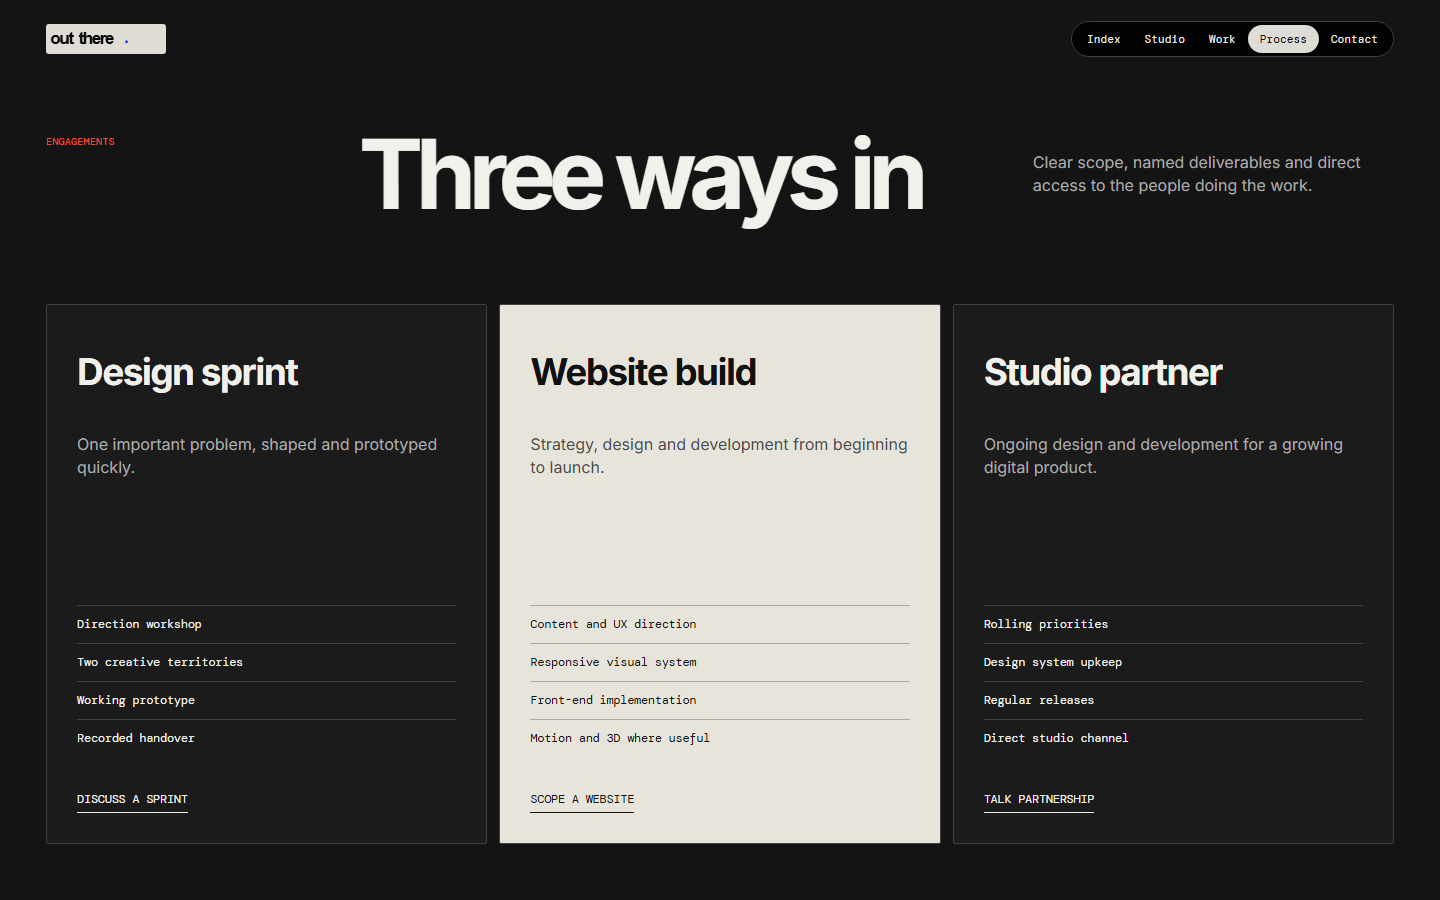 out there .
Index Studio Work Process Contact
ENGAGEMENTS
Three ways in
Clear scope, named deliverables and direct
access to the people doing the work.
Design sprint
One important problem, shaped and prototyped
quickly.
Direction workshop
Two creative territories
Working prototype
Recorded handover
DISCUSS A SPRINT
Website build
Strategy, design and development from beginning
to launch.
Content and UX direction
Responsive visual system
Front-end implementation
Motion and 3D where useful
SCOPE A WEBSITE
Studio partner
Ongoing design and development for a growing
digital product.
Rolling priorities
Design system upkeep
Regular releases
Direct studio channel
TALK PARTNERSHIP